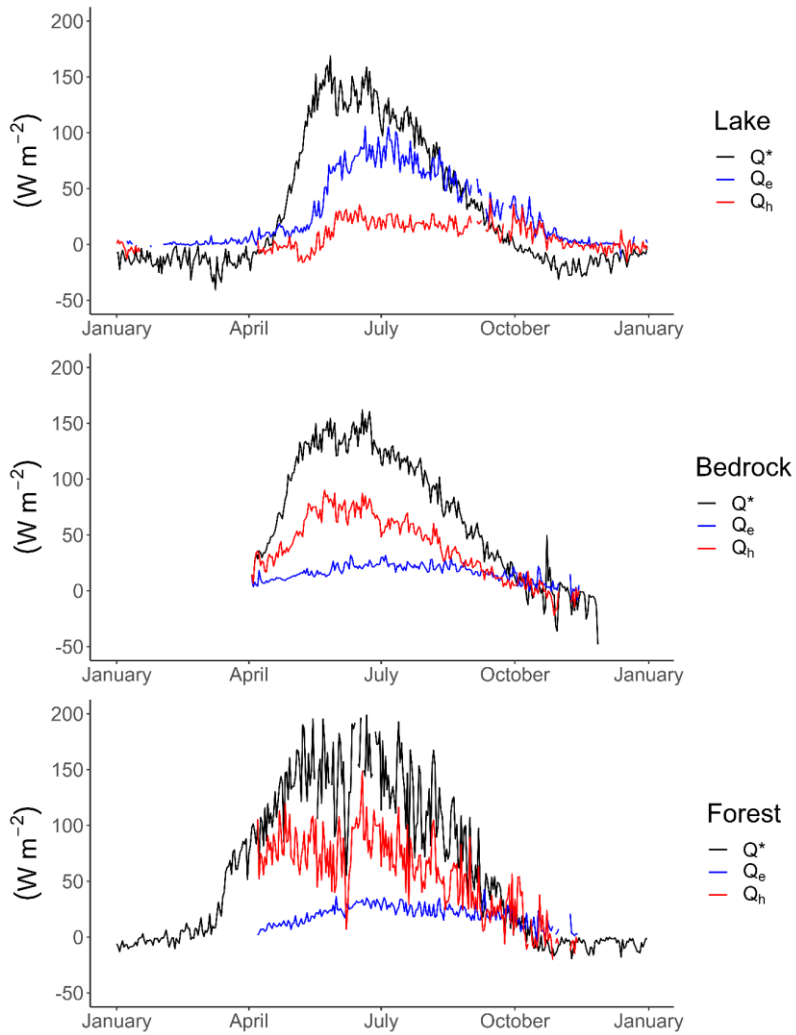 200
150
100
50
0
-50
(W m⁻²)
January April July October January
Lake
Q*
Qₑ
Qₕ
200
150
100
50
0
-50
(W m⁻²)
January April July October January
Bedrock
Q*
Qₑ
Qₕ
200
150
100
50
0
-50
(W m⁻²)
January April July October January
Forest
Q*
Qₑ
Qₕ